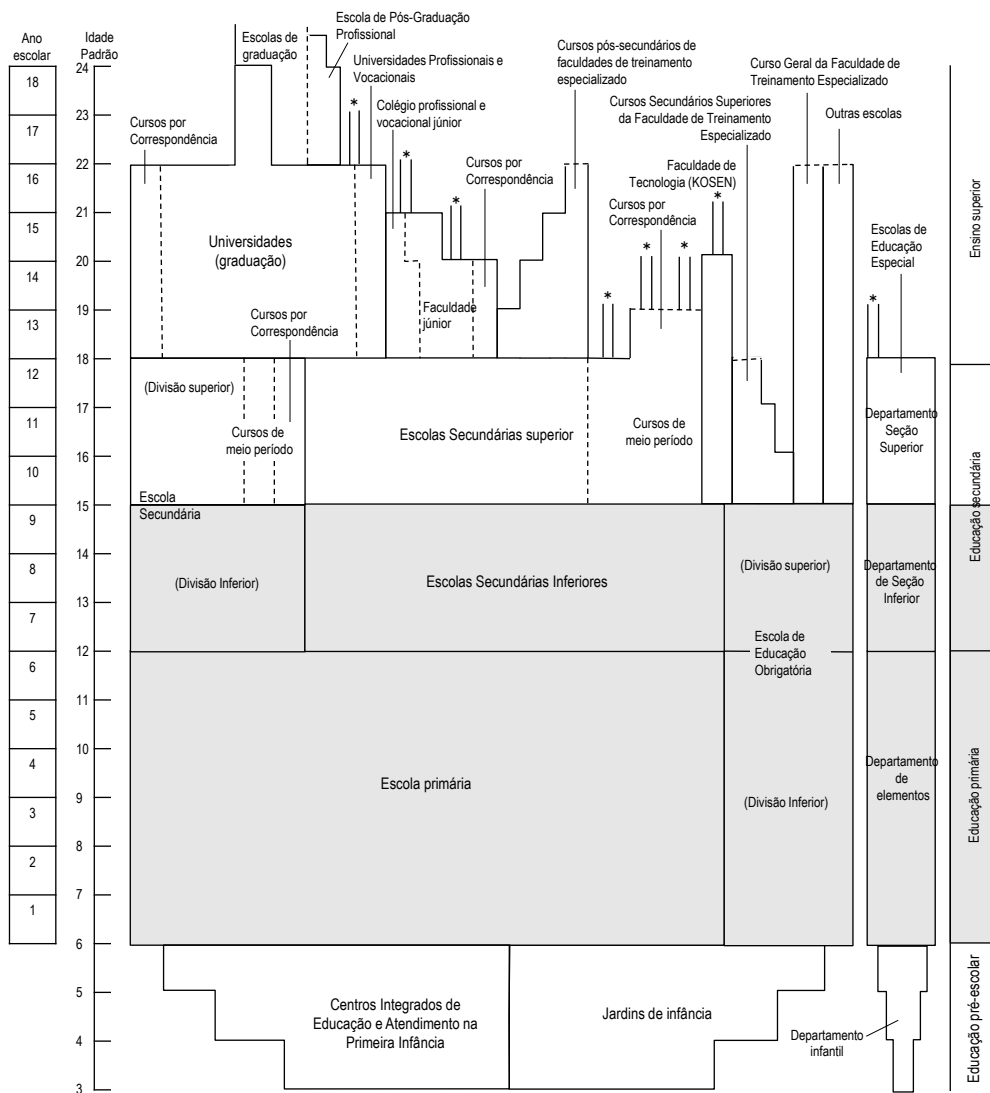 Ano
escolar
Idade
Padrão
Escolas de
graduação
Escola de Pós-Graduação
Profissional
Universidades Profissionais e
Vocacionais
Colégio profissional e
vocacional júnior
Cursos pós-secundários de
faculdades de treinamento
especializado
Curso Geral da Faculdade de
Treinamento Especializado
Cursos Secundários Superiores
da Faculdade de Treinamento
Especializado
Outras escolas
Cursos por
Correspondência
Cursos por
Correspondência
Faculdade de
Tecnologia (KOSEN)
Cursos por
Correspondência
Escolas de
Educação
Especial
*
*
*
*
*
*
*
*
Universidades
(graduação)
Cursos por
Correspondência
Faculdade
júnior
(Divisão superior)
Cursos de
meio período
Escolas Secundárias superior
Cursos de
meio período
Departamento
Seção
Superior
Escola
Secundária
(Divisão Inferior)
Escolas Secundárias Inferiores
(Divisão superior)
Departamento
de Seção
Inferior
Escola de
Educação
Obrigatória
Escola primária
(Divisão Inferior)
Departamento
de
elementos
Centros Integrados de
Educação e Atendimento na
Primeira Infância
Jardins de infância
Departamento
infantil
18
17
16
15
14
13
12
11
10
9
8
7
6
5
4
3
2
1
24
23
22
21
20
19
18
17
16
15
14
13
12
11
10
9
8
7
6
5
4
3
Ensino superior
Educação secundária
Educação primária
Educação pré-escolar